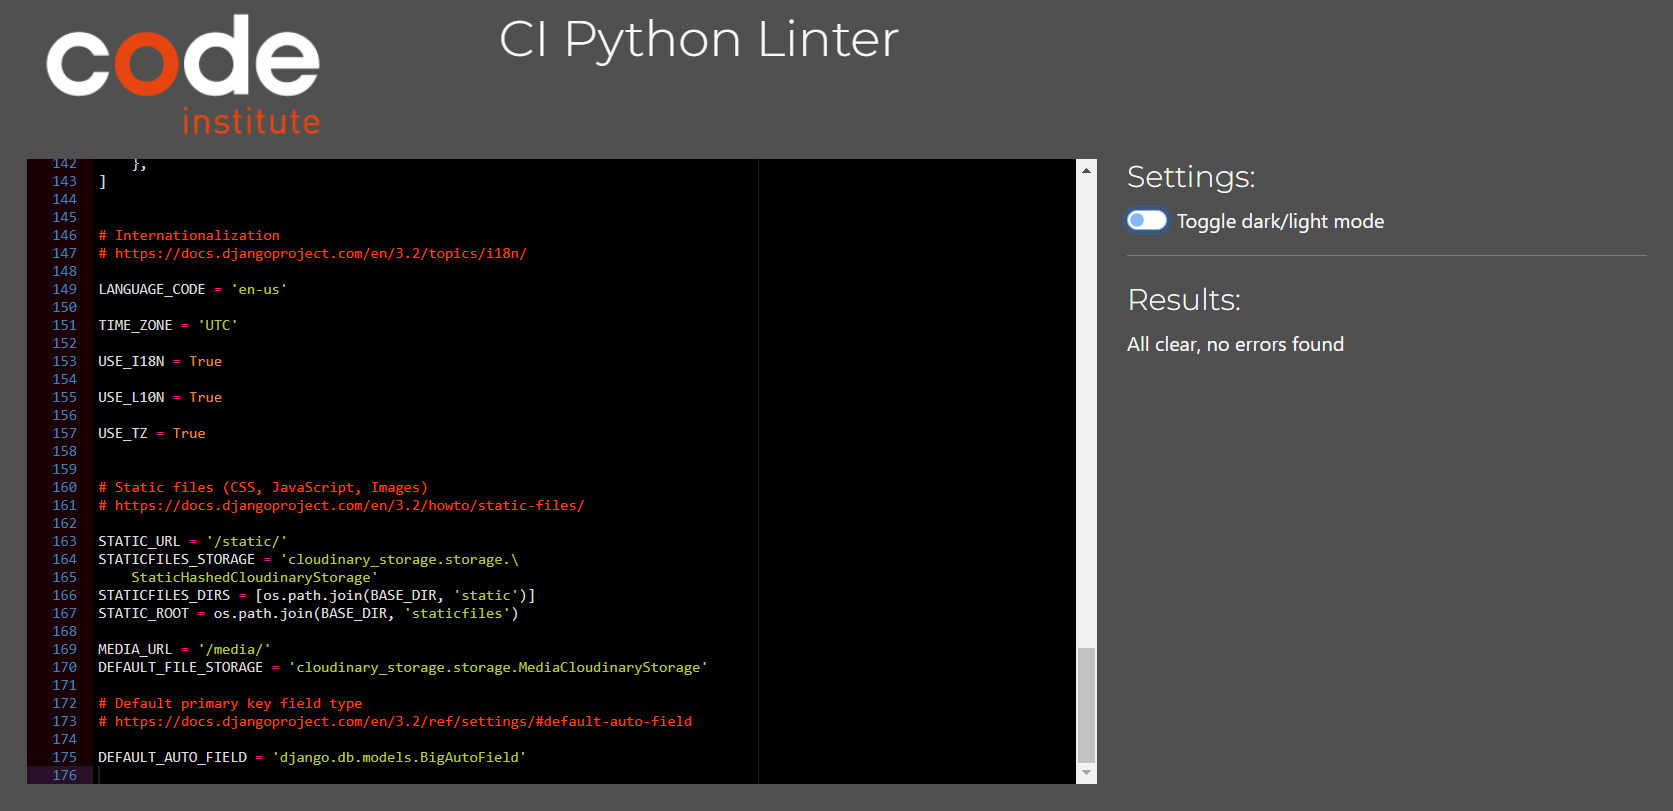 code
institute
CI Python Linter
142     },
143 ]
144
145
146 # Internationalization
147 # https://docs.djangoproject.com/en/3.2/topics/i18n/
148
149 LANGUAGE_CODE = 'en-us'
150
151 TIME_ZONE = 'UTC'
152
153 USE_I18N = True
154
155 USE_L10N = True
156
157 USE_TZ = True
158
159
160 # Static files (CSS, JavaScript, Images)
161 # https://docs.djangoproject.com/en/3.2/howto/static-files/
162
163 STATIC_URL = '/static/'
164 STATICFILES_STORAGE = 'cloudinary_storage.storage.\
165     StaticHashedCloudinaryStorage'
166 STATICFILES_DIRS = [os.path.join(BASE_DIR, 'static')]
167 STATIC_ROOT = os.path.join(BASE_DIR, 'staticfiles')
168
169 MEDIA_URL = '/media/'
170 DEFAULT_FILE_STORAGE = 'cloudinary_storage.storage.MediaCloudinaryStorage'
171
172 # Default primary key field type
173 # https://docs.djangoproject.com/en/3.2/ref/settings/#default-auto-field
174
175 DEFAULT_AUTO_FIELD = 'django.db.models.BigAutoField'
176
Settings:
Toggle dark/light mode
Results:
All clear, no errors found